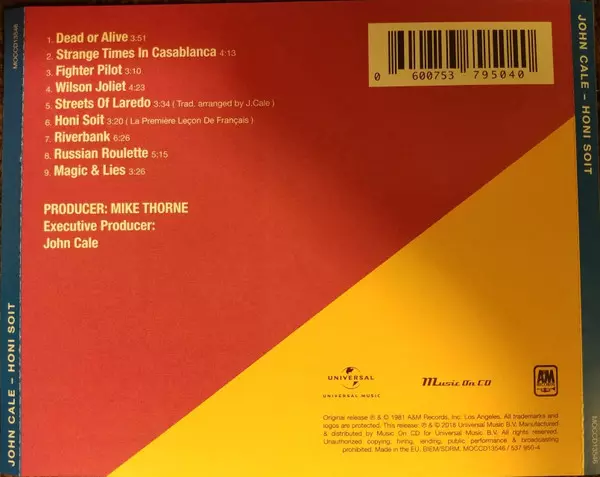 1. Dead or Alive 3:51
2. Strange Times In Casablanca 4:13
3. Fighter Pilot 3:10
4. Wilson Joliet 4:23
5. Streets Of Laredo 3:34 ( Trad. arranged by J.Cale )
6. Honi Soit 3:20 ( La Première Leçon De Français )
7. Riverbank 6:26
8. Russian Roulette 5:15
9. Magic & Lies 3:26
PRODUCER: MIKE THORNE
Executive Producer:
John Cale
0 600753 795040
UNIVERSAL
UNIVERSAL MUSIC
Music On CD
A&M
RECORDS
Original release ℗ & © 1981 A&M Records, Inc. Los Angeles. All trademarks and
logos are protected. This release: ℗ & © 2018 Universal Music B.V. Manufactured
& distributed by Music On CD for Universal Music B.V. All rights reserved.
Unauthorized copying, hiring, lending, public performance & broadcasting
prohibited. Made in the EU. BIEM/SDRM. MOCCD13546 / 537 950-4
MOCCD13546
JOHN CALE – HONI SOIT
JOHN CALE – HONI SOIT
MOCCD13546